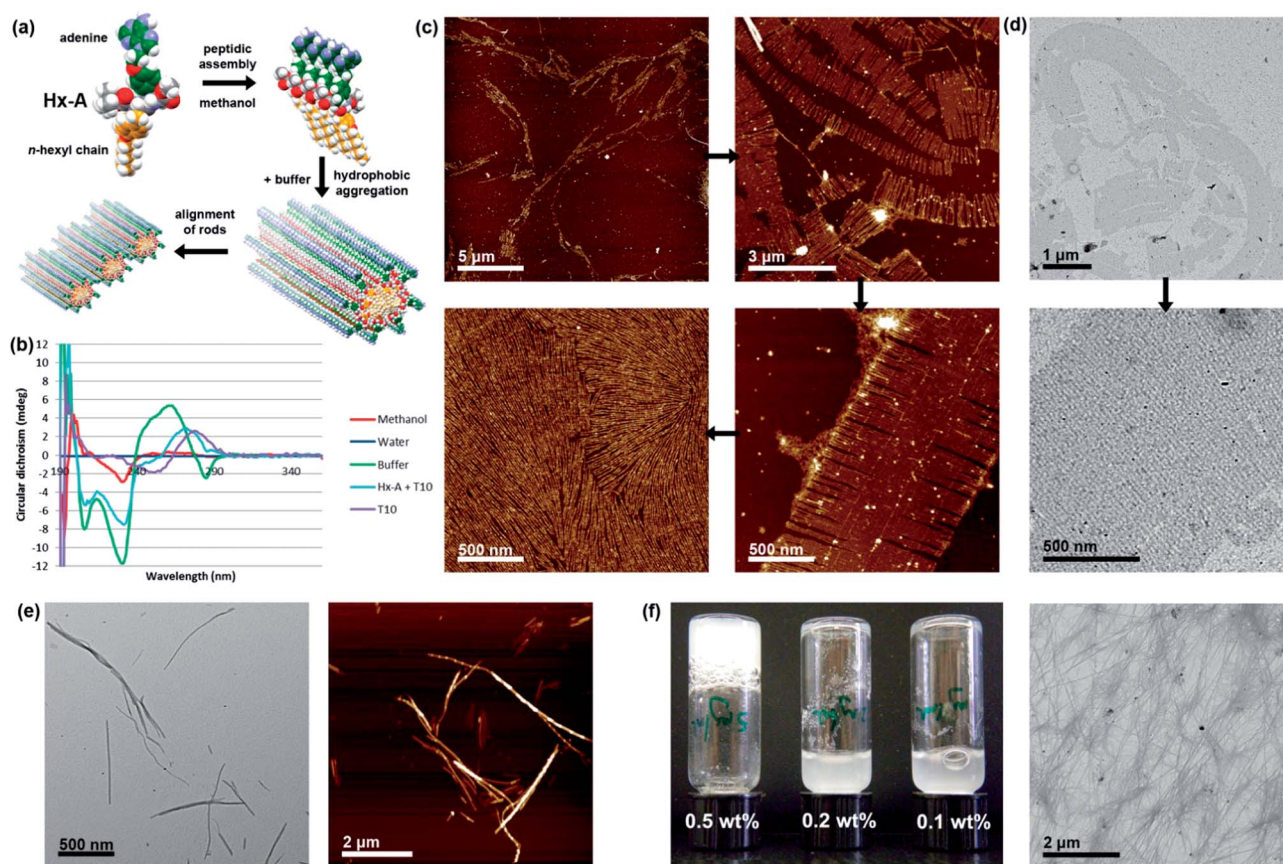 (a)
adenine
Hx-A
n-hexyl chain
peptidic
assembly
methanol
+ buffer
hydrophobic
aggregation
alignment
of rods
(b)
Circular dichroism (mdeg)
12
10
8
6
4
2
0
-2
-4
-6
-8
-10
-12
190
240
290
340
Wavelength (nm)
Methanol
Water
Buffer
Hx-A + T10
T10
(c)
5 µm
3 µm
500 nm
500 nm
(d)
1 µm
500 nm
(e)
500 nm
2 µm
(f)
0.5 wt%
0.2 wt%
0.1 wt%
2 µm